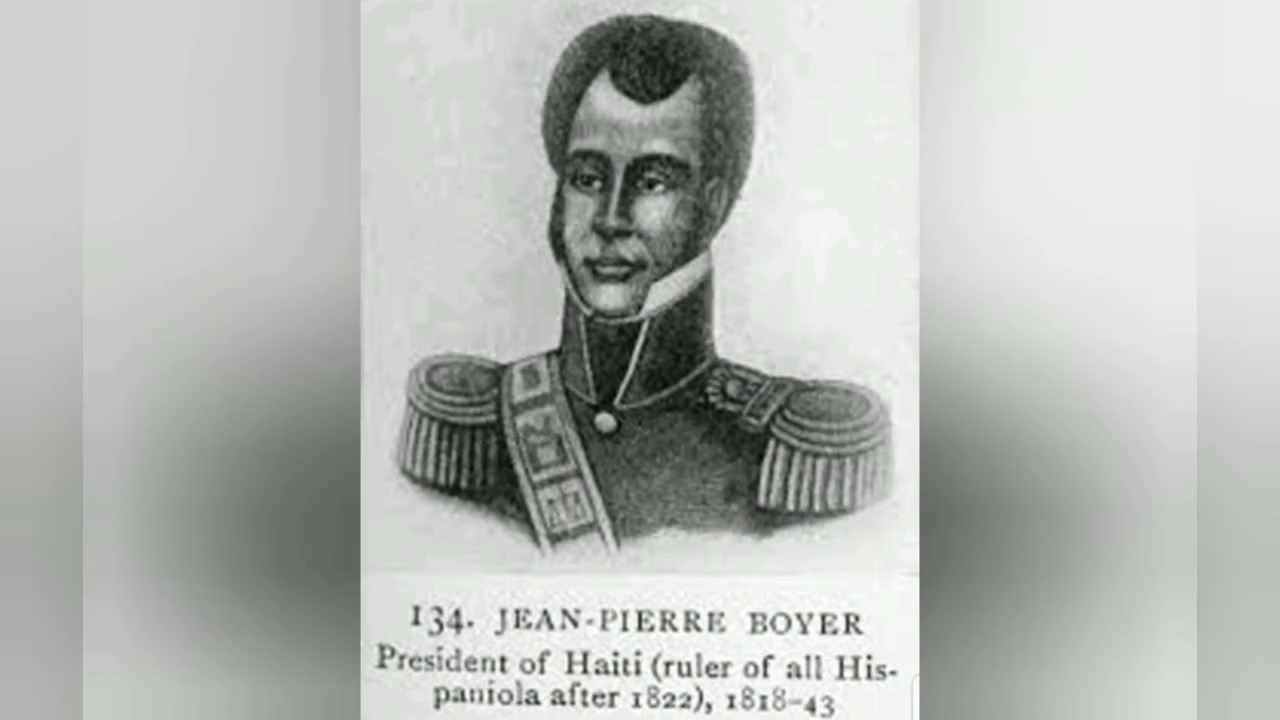 134. JEAN-PIERRE BOYER
President of Haiti (ruler of all His-
paniola after 1822), 1818-43